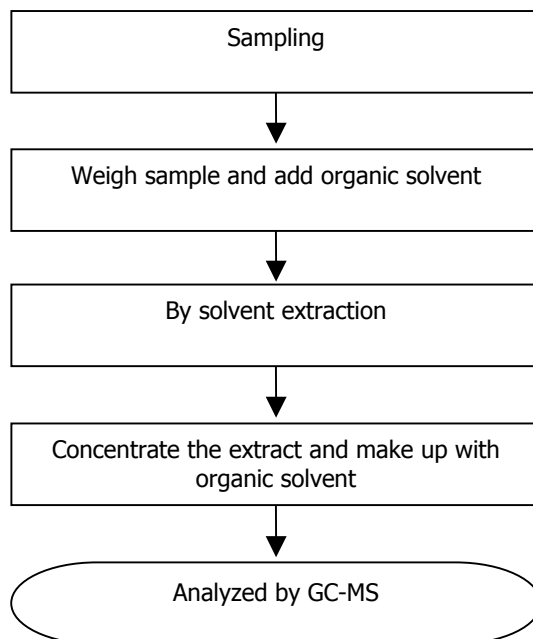 Sampling
Weigh sample and add organic solvent
By solvent extraction
Concentrate the extract and make up with
organic solvent
Analyzed by GC-MS